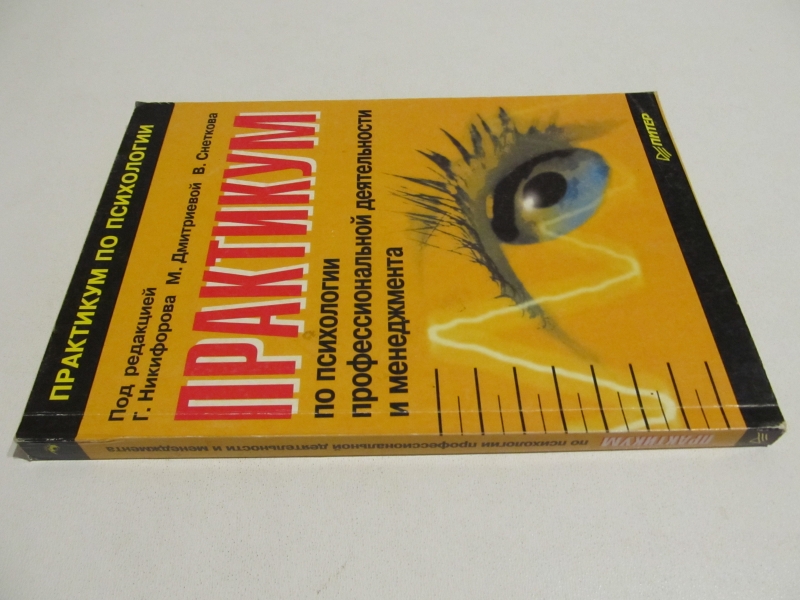 ПРАКТИКУМ ПО ПСИХОЛОГИИ
Под редакцией
Г. Никифорова М. Дмитриевой В. Снеткова
ПРАКТИКУМ
по психологии
профессиональной деятельности
и менеджмента
ПИТЕР
ПРАКТИКУМ по психологии профессиональной деятельности и менеджмента